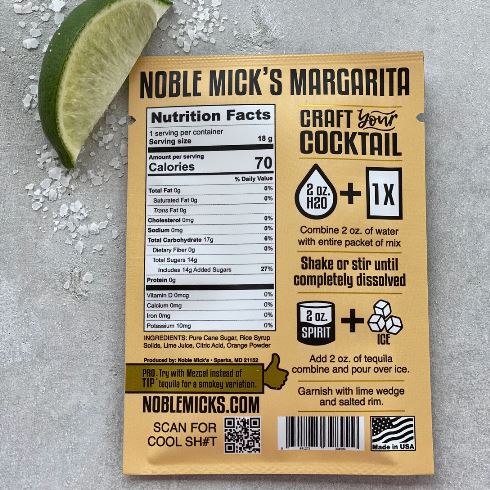 NOBLE MICK'S MARGARITA
Nutrition Facts
1 serving per container
Serving size 18 g
Amount per serving
Calories 70
% Daily Value
Total Fat 0g 0%
Saturated Fat 0g 0%
Trans Fat 0g
Cholesterol 0mg 0%
Sodium 0mg 0%
Total Carbohydrate 17g 6%
Dietary Fiber 0g 0%
Total Sugars 14g
Includes 14g Added Sugars 27%
Protein 0g
Vitamin D 0mcg 0%
Calcium 0mg 0%
Iron 0mg 0%
Potassium 10mg 0%
INGREDIENTS: Pure Cane Sugar, Rice Syrup
Solids, Lime Juice, Citric Acid, Orange Powder
Produced by: Noble Mick's • Sparks, MD 21152
PRO TIP Try with Mezcal instead of
tequila for a smokey variation.
NOBLEMICKS.COM
SCAN FOR
COOL SH#T
CRAFT your
COCKTAIL
2 oz.
H2O
+
1X
Combine 2 oz. of water
with entire packet of mix
Shake or stir until
completely dissolved
2 oz.
SPIRIT
+
ICE
Add 2 oz. of tequila
combine and pour over ice.
Garnish with lime wedge
and salted rim.
Made in USA